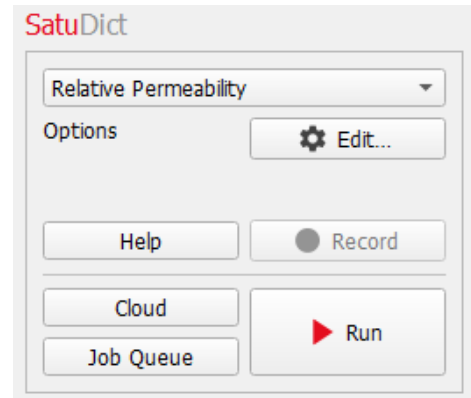 SatuDict
Relative Permeability
Options
Edit...
Help
Record
Cloud
Run
Job Queue